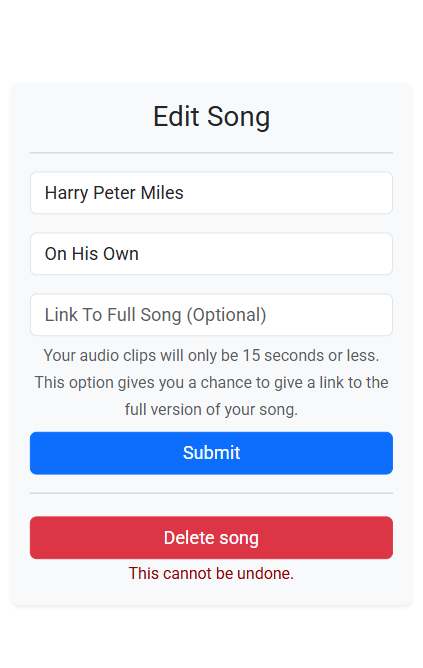 Edit Song
Harry Peter Miles
On His Own
Link To Full Song (Optional)
Your audio clips will only be 15 seconds or less.
This option gives you a chance to give a link to the
full version of your song.
Submit
Delete song
This cannot be undone.